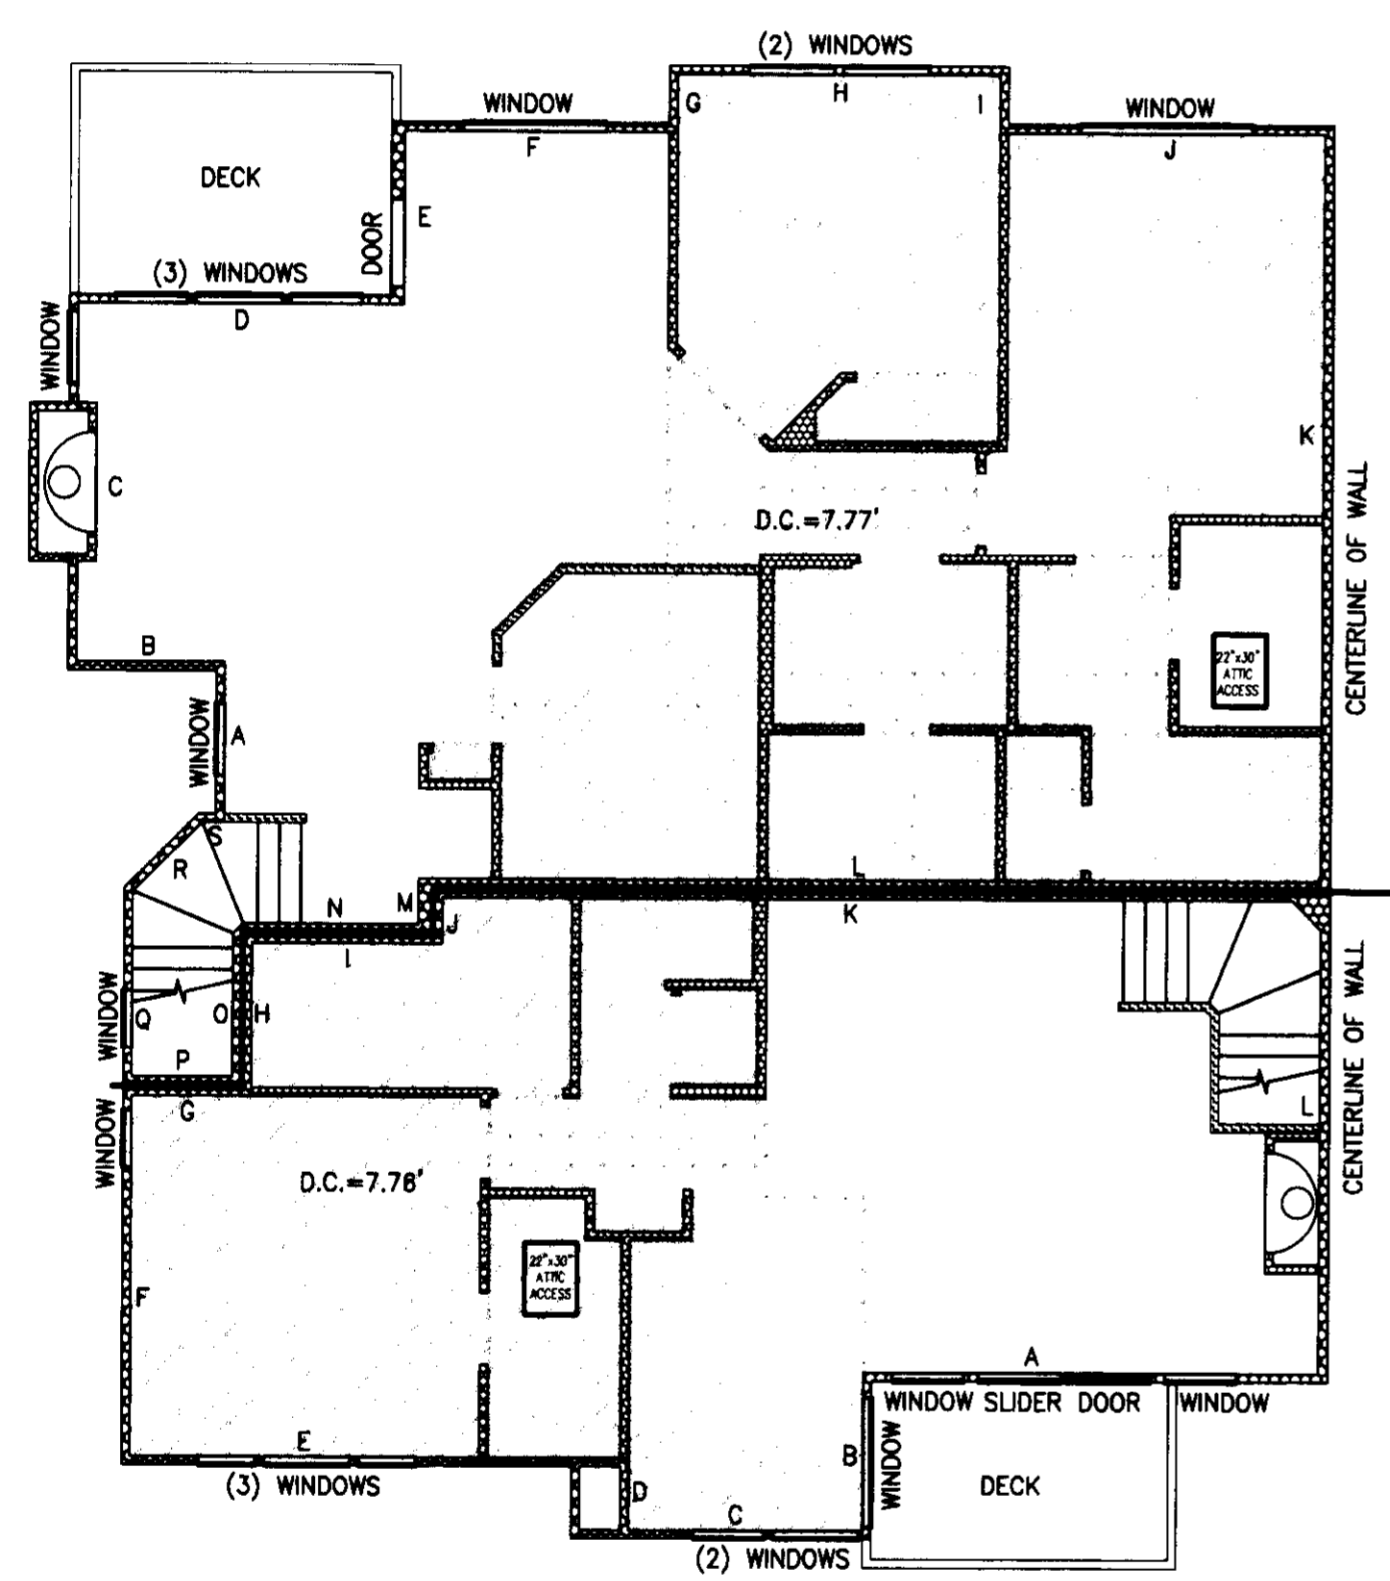 (2) WINDOWS
G
H
I
WINDOW
F
WINDOW
J
DECK
DOOR
E
(3) WINDOWS
D
WINDOW
K
C
D.C.=7.77'
CENTERLINE OF WALL
B
22"x30"
ATTIC
ACCESS
WINDOW
A
S
R
L
K
M
N
J
I
WINDOW
Q
O
H
P
G
CENTERLINE OF WALL
L
WINDOW
D.C.=7.76'
22"x30"
ATTIC
ACCESS
F
A
WINDOW
SLIDER DOOR
WINDOW
E
B
WINDOW
(3) WINDOWS
D
DECK
C
(2) WINDOWS